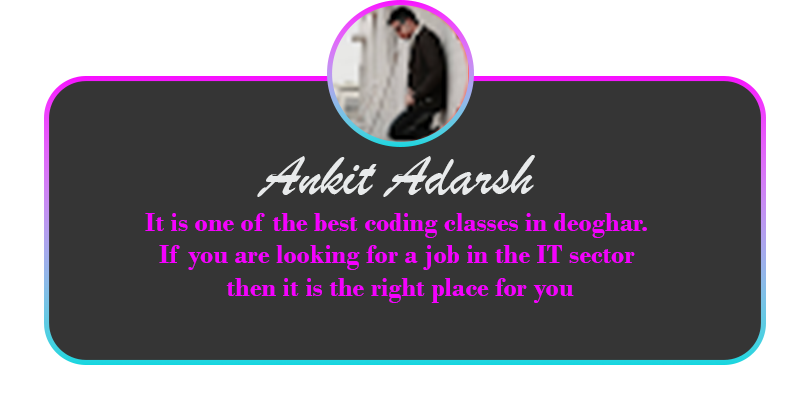 Ankit Adarsh
It is one of the best coding classes in deoghar.
If you are looking for a job in the IT sector
then it is the right place for you